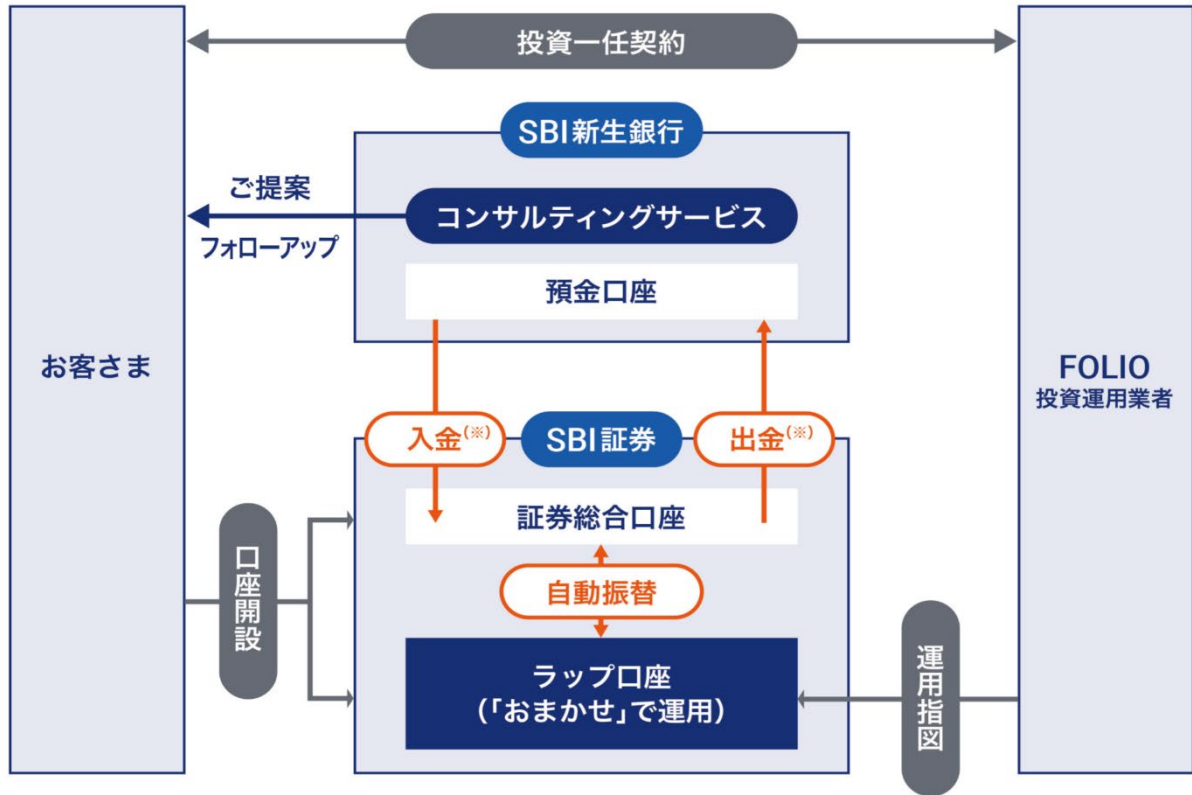 投資一任契約
SBI新生銀行
ご提案
コンサルティングサービス
フォローアップ
預金口座
お客さま
FOLIO
投資運用業者
入金(※)
SBI証券
出金(※)
証券総合口座
口座開設
自動振替
ラップ口座
(「おまかせ」で運用)
運用指図